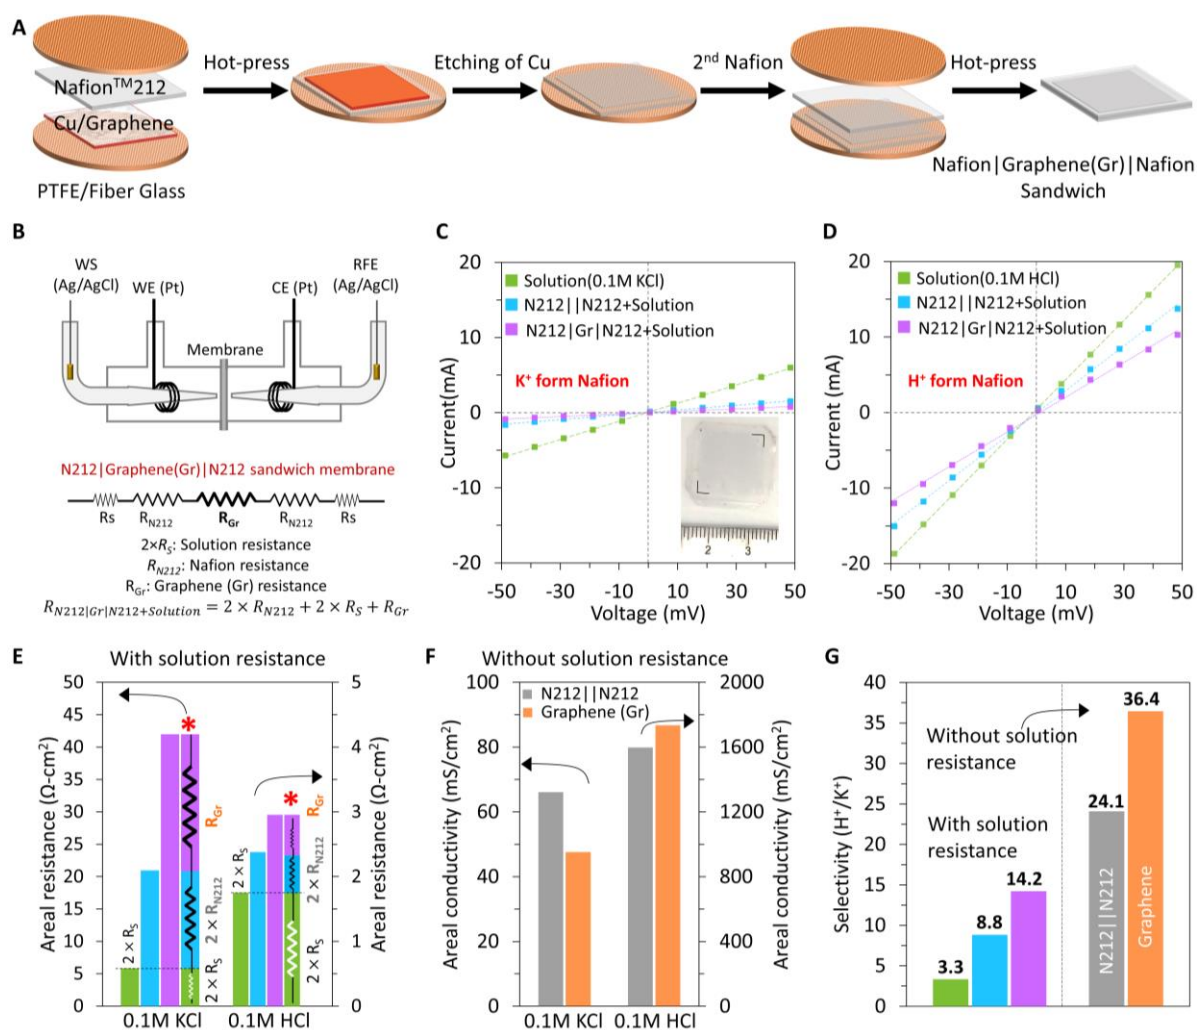 A
Nafion™212
Cu/Graphene
PTFE/Fiber Glass
Hot-press
Etching of Cu
2nd Nafion
Hot-press
Nafion|Graphene(Gr)|Nafion
Sandwich
B
WS
(Ag/AgCl)
WE (Pt)
CE (Pt)
RFE
(Ag/AgCl)
Membrane
N212|Graphene(Gr)|N212 sandwich membrane
Rs
RN212
RGr
RN212
Rs
2×RS: Solution resistance
RN212: Nafion resistance
RGr: Graphene (Gr) resistance
RN212|Gr|N212+Solution = 2 × RN212 + 2 × RS + RGr
C
Solution(0.1M KCl)
N212||N212+Solution
N212|Gr|N212+Solution
K+ form Nafion
Current(mA)
20
10
0
-10
-20
2
3
-50
-30
-10
10
30
50
Voltage (mV)
D
Solution(0.1M HCl)
N212||N212+Solution
N212|Gr|N212+Solution
H+ form Nafion
Current (mA)
20
10
0
-10
-20
-50
-30
-10
10
30
50
Voltage (mV)
E
With solution resistance
Areal resistance (Ω-cm2)
50
45
40
35
30
25
20
15
10
5
0
2 × RS
*
RGr
2 × RN212
2 × RS
2 × RS
*
RGr
2 × RN212
2 × RS
5
4
3
2
1
0
Areal resistance (Ω-cm2)
0.1M KCl
0.1M HCl
F
Without solution resistance
Areal conductivity (mS/cm2)
100
80
60
40
20
0
N212||N212
Graphene (Gr)
2000
1600
1200
800
400
0
Areal conductivity (mS/cm2)
0.1M KCl
0.1M HCl
G
Selectivity (H+/K+)
40
35
30
25
20
15
10
5
0
Without solution
resistance
With solution
resistance
3.3
8.8
14.2
24.1
36.4
N212||N212
Graphene